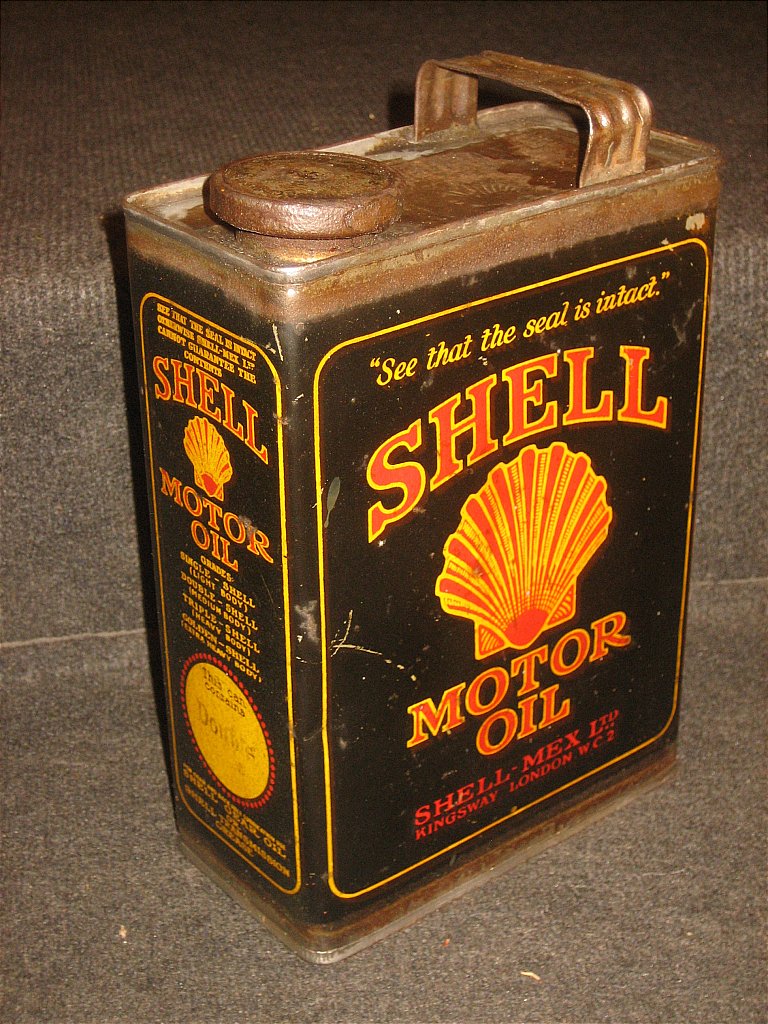 SEE THAT THE SEAL IS INTACT
OTHERWISE SHELL-MEX LTD
CANNOT GUARANTEE THE
CONTENTS
SHELL
MOTOR
OIL
GRADES:
SINGLE-SHELL
(LIGHT BODY)
DOUBLE-SHELL
(MEDIUM BODY)
TRIPLE-SHELL
(HEAVY BODY)
GOLDEN SHELL
(EXTRA HEAVY BODY)
This can
contains
Double
"See that the seal is intact."
SHELL
MOTOR
OIL
SHELL-MEX LTD
KINGSWAY LONDON W.C.2